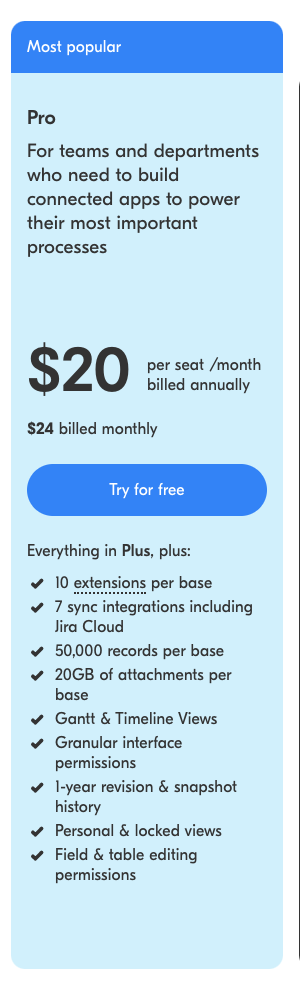 Most popular
Pro
For teams and departments
who need to build
connected apps to power
their most important
processes
$20 per seat /month
billed annually
$24 billed monthly
Try for free
Everything in Plus, plus:
10 extensions per base
7 sync integrations including
Jira Cloud
50,000 records per base
20GB of attachments per
base
Gantt & Timeline Views
Granular interface
permissions
1-year revision & snapshot
history
Personal & locked views
Field & table editing
permissions